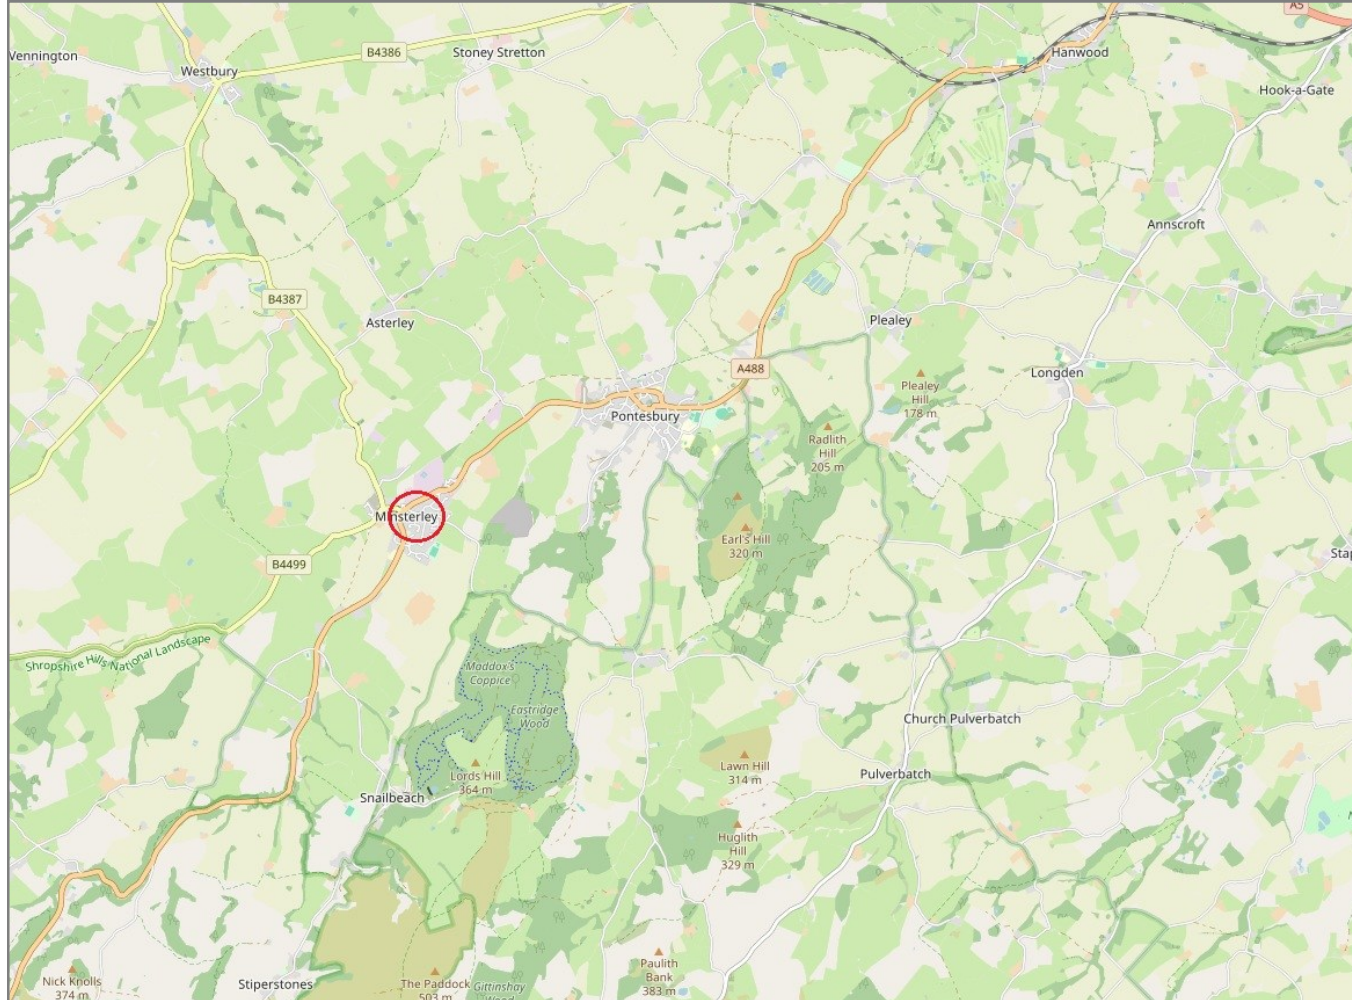 A5
B4386
Stoney Stretton
Hanwood
Westbury
Hook-a-Gate
Annscroft
B4387
Asterley
Plealey
A488
Longden
Plealey
Hill
178 m
Pontesbury
Radlith
Hill
205 m
Minsterley
Earl's Hill
320 m
B4499
Shropshire Hills National Landscape
Maddox's
Coppice
Eastridge
Wood
Church Pulverbatch
Lawn Hill
314 m
Pulverbatch
Lords Hill
364 m
Snailbeach
Huglith
Hill
329 m
Paulith
Bank
383 m
Nick Knolls
374 m
Stiperstones
The Paddock
503 m
Gittinshay